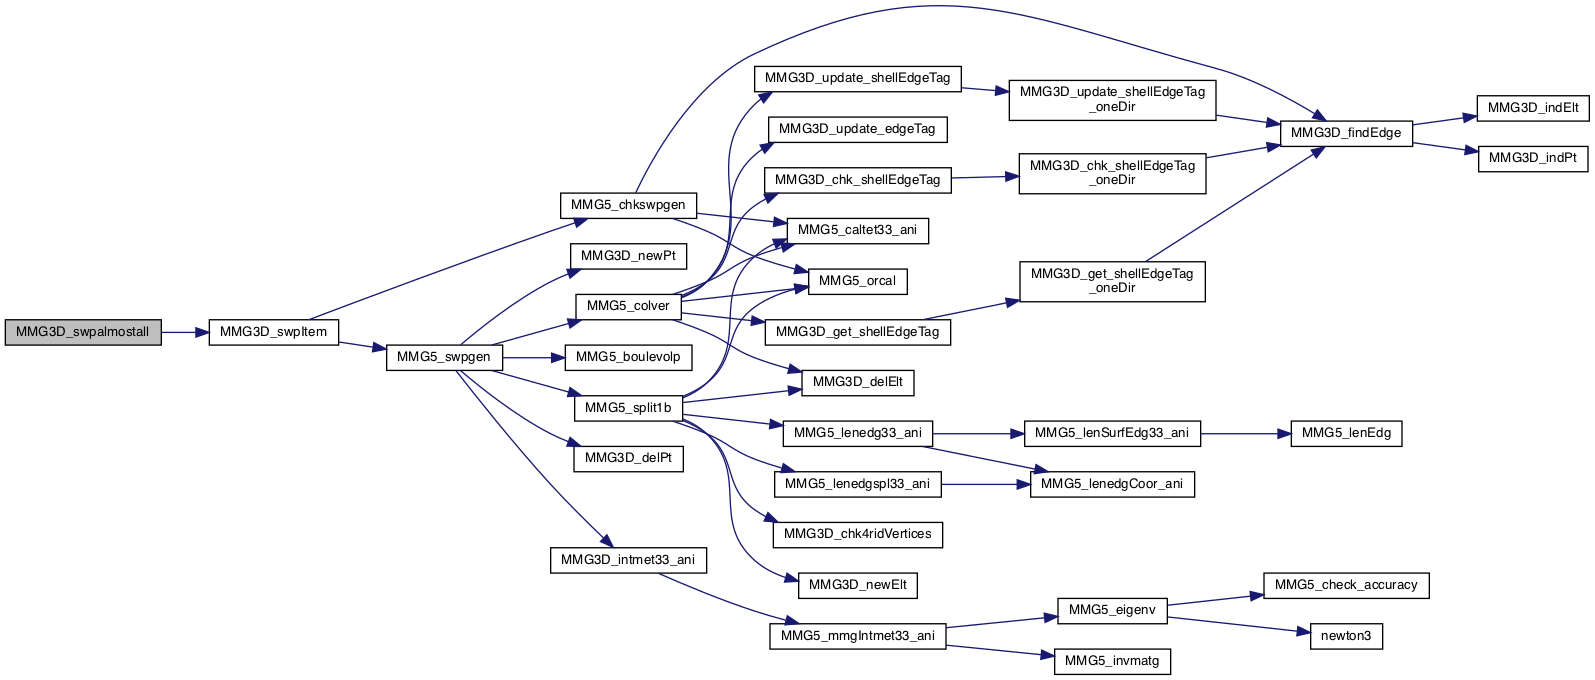 MMG3D_swpalmostall
MMG3D_swpItem
MMG5_chkswpgen
MMG5_swpgen
MMG3D_newPt
MMG5_colver
MMG5_boulevolp
MMG5_split1b
MMG3D_delPt
MMG3D_intmet33_ani
MMG3D_update_shellEdgeTag
MMG3D_update_edgeTag
MMG3D_chk_shellEdgeTag
MMG5_caltet33_ani
MMG5_orcal
MMG3D_get_shellEdgeTag
MMG3D_delElt
MMG5_lenedg33_ani
MMG5_lenedgspl33_ani
MMG3D_chk4ridVertices
MMG3D_newElt
MMG5_mmgIntmet33_ani
MMG3D_update_shellEdgeTag
_oneDir
MMG3D_chk_shellEdgeTag
_oneDir
MMG3D_get_shellEdgeTag
_oneDir
MMG5_lenSurfEdg33_ani
MMG5_lenedgCoor_ani
MMG5_eigenv
MMG5_invmatg
MMG3D_findEdge
MMG5_lenEdg
MMG5_check_accuracy
newton3
MMG3D_indElt
MMG3D_indPt